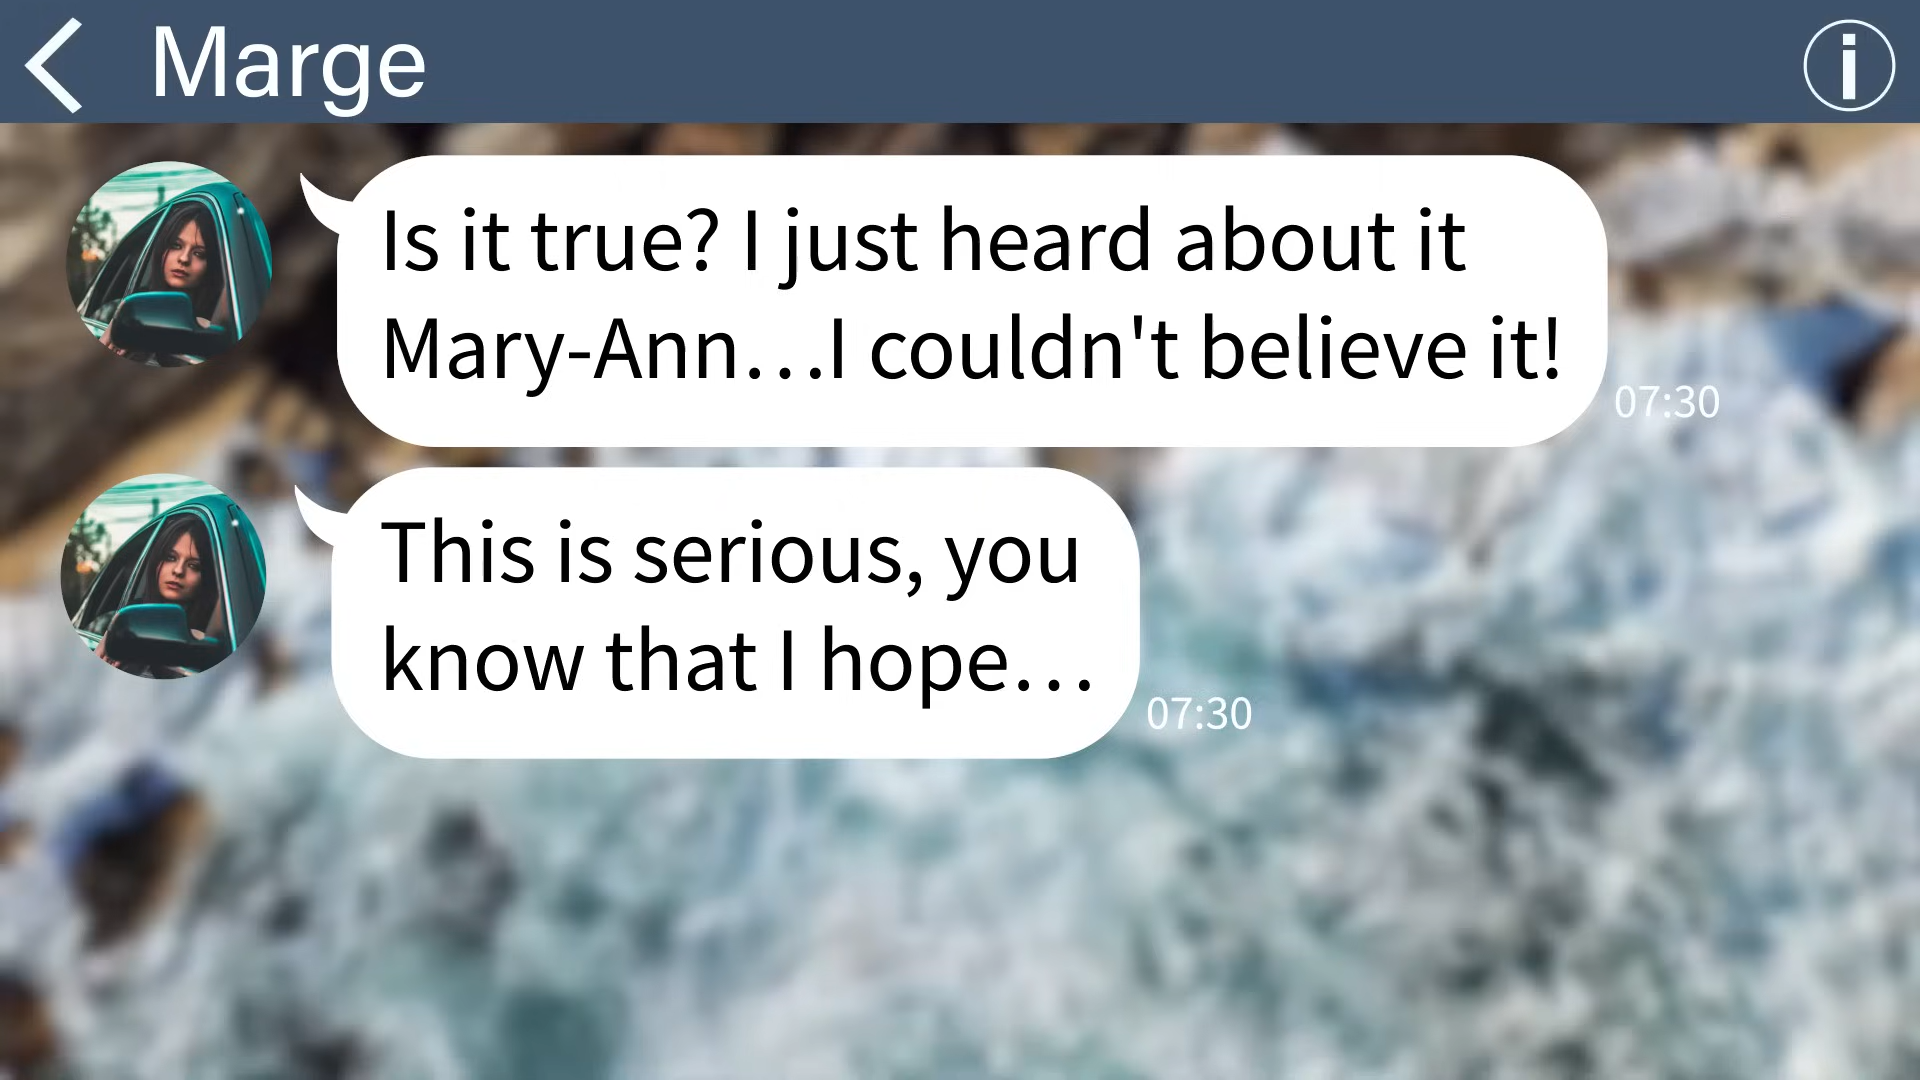 Marge
Is it true? I just heard about it
Mary-Ann…I couldn't believe it!
07:30
This is serious, you
know that I hope…
07:30